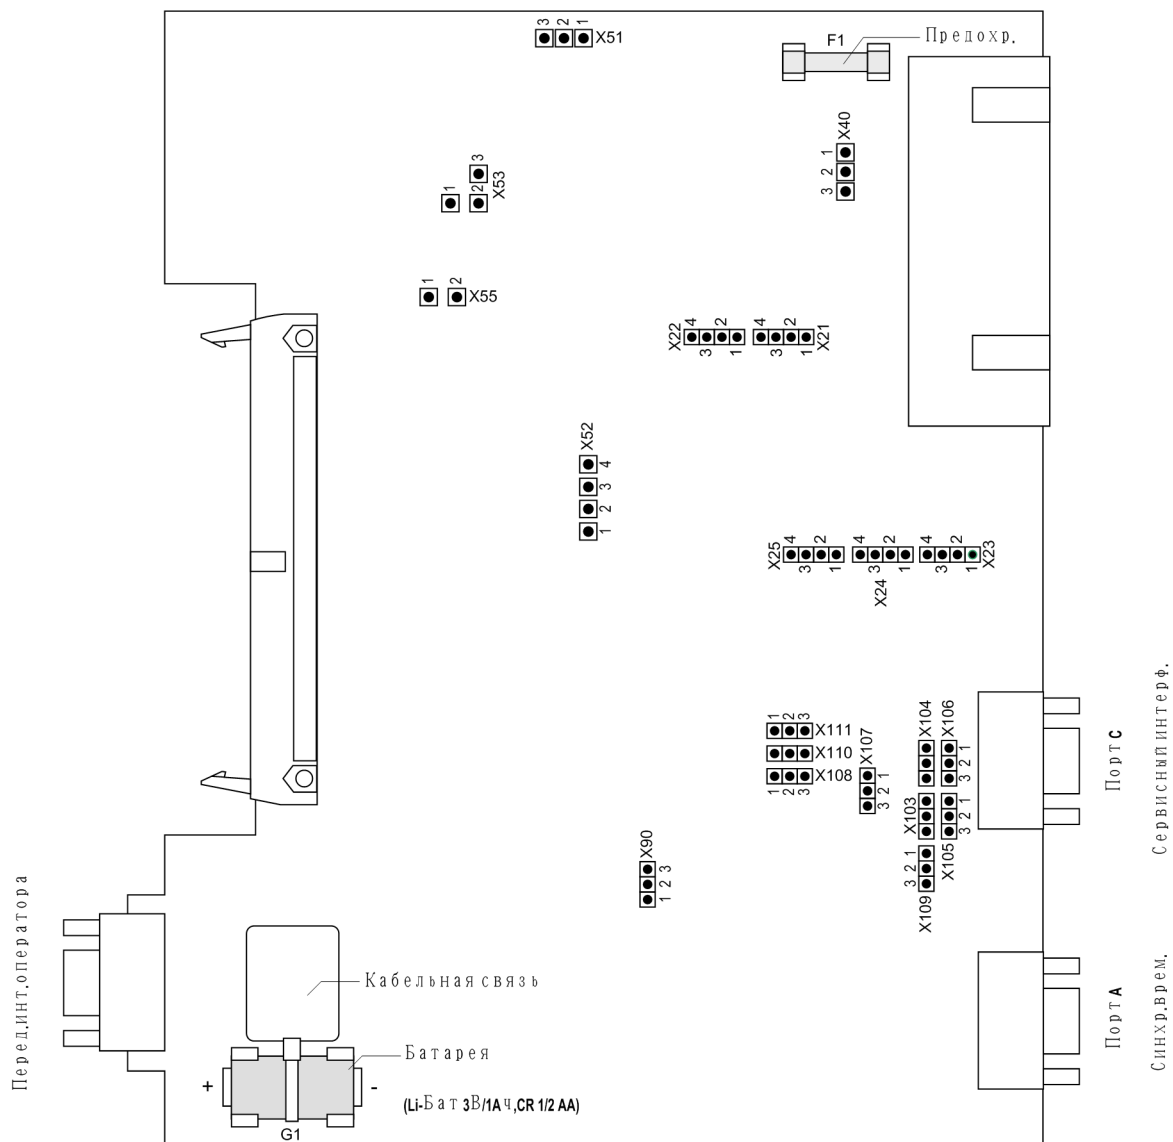 3 2 1
X51
F1
Предохр.
X40
1
2
3
3
1
2
X53
1
2
X55
X22
4
2
3
1
4
2
3
1
X21
X52
4
3
2
1
X25
4
2
3
1
4
2
3
1
X24
4
2
3
1
X23
1 2 3
X111
X110
X108
1 2 3
X107
3 2 1
X104
X106
3 2 1
X103
3 2 1
X105
3 2 1
X109
X90
1 2 3
Порт C
Сервисный интерф.
Порт A
Синхр.врем.
Перед.инт.оператора
Кабельная связь
Батарея
+
-
(Li-Бат 3В/1А ч,CR 1/2 AA)
G1